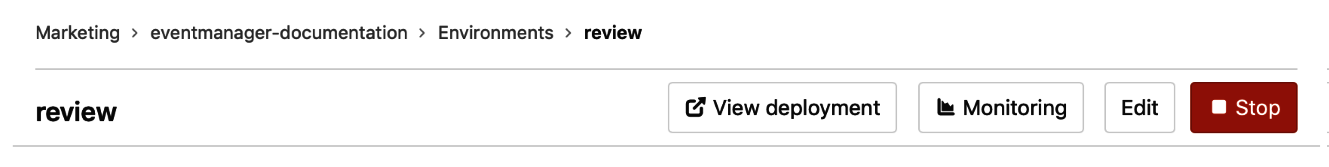 Marketing > eventmanager-documentation > Environments > review
review View deployment Monitoring Edit Stop